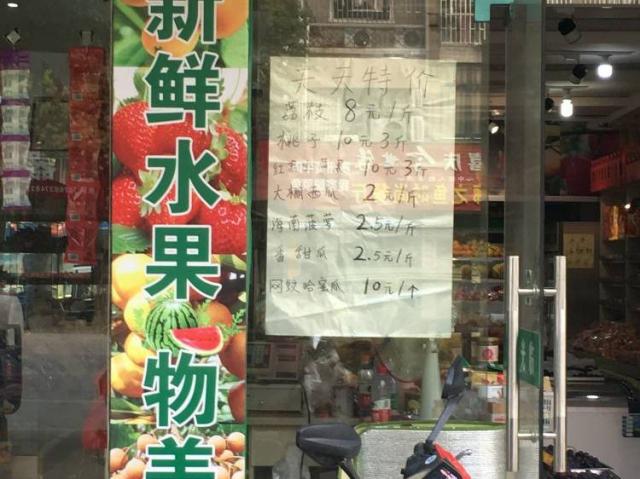 新鲜水果 物美
天天特价
荔枝 8元/斤
桃子 10元3斤
10元3斤
大棚西瓜 2元/斤
海南菠萝 2.5元/斤
香甜瓜 2.5元/斤
网纹哈蜜瓜 10元/个